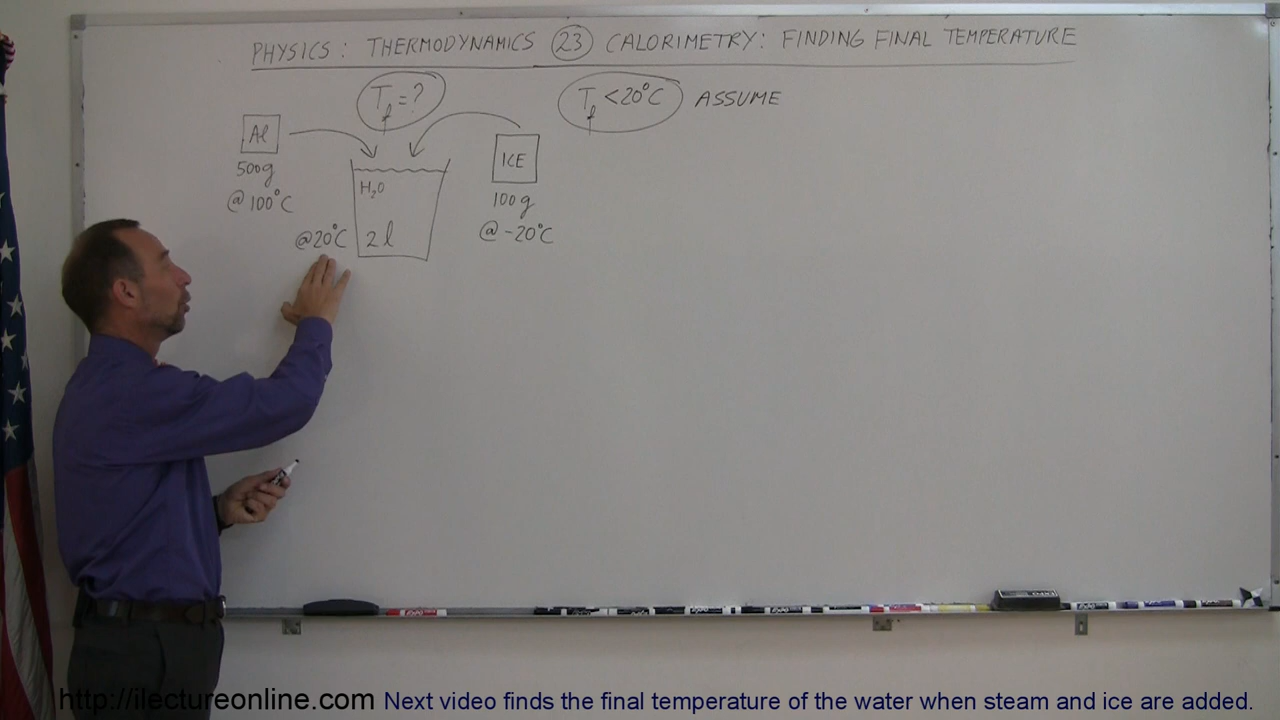 PHYSICS: THERMODYNAMICS 23 CALORIMETRY: FINDING FINAL TEMPERATURE
Tf = ?
Tf < 20°C ASSUME
Al
500g
@ 100°C
H₂O
@20°C 2 l
ICE
100g
@ -20°C
http://ilectureonline.com Next video finds the final temperature of the water when steam and ice are added.